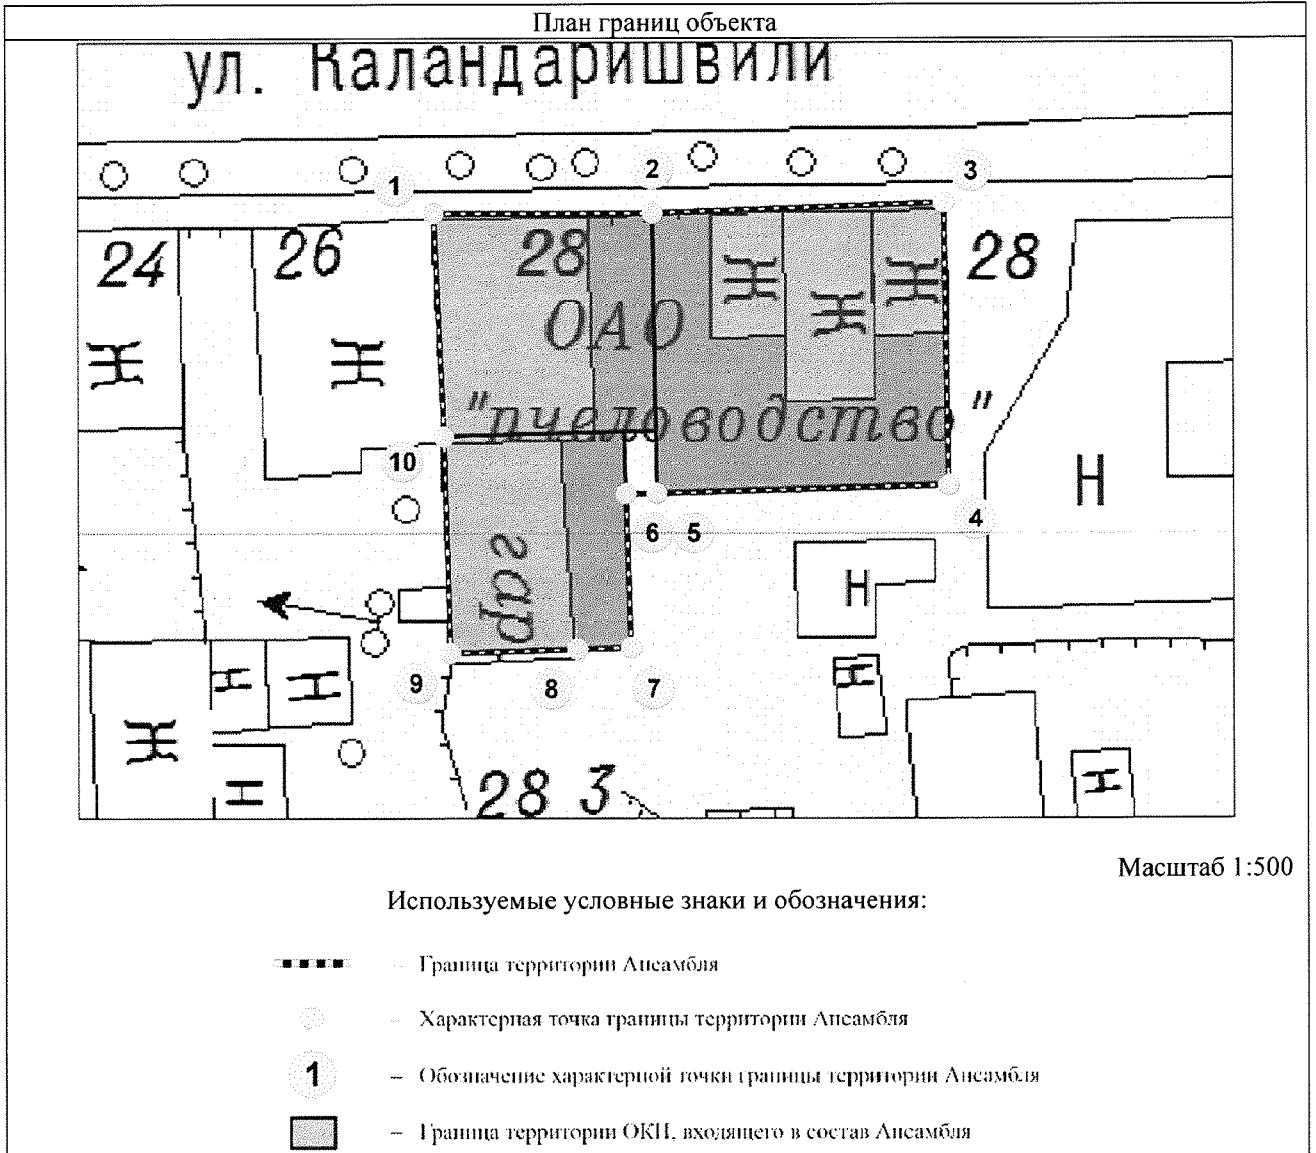 План границ объекта
ул. Каландаришвили
1
2
3
24
26
28
28
Ж
Ж
Ж
Ж
Ж
ОАО
"пчеловодство"
10
Н
6
5
4
гар
Н
9
8
7
Н
Н
Н
Ж
Н
28 3
Н
Масштаб 1:500
Используемые условные знаки и обозначения:
– Граница территории Ансамбля
– Характерная точка границы территории Ансамбля
1 – Обозначение характерной точки границы территории Ансамбля
– Граница территории ОКН, входящего в состав Ансамбля